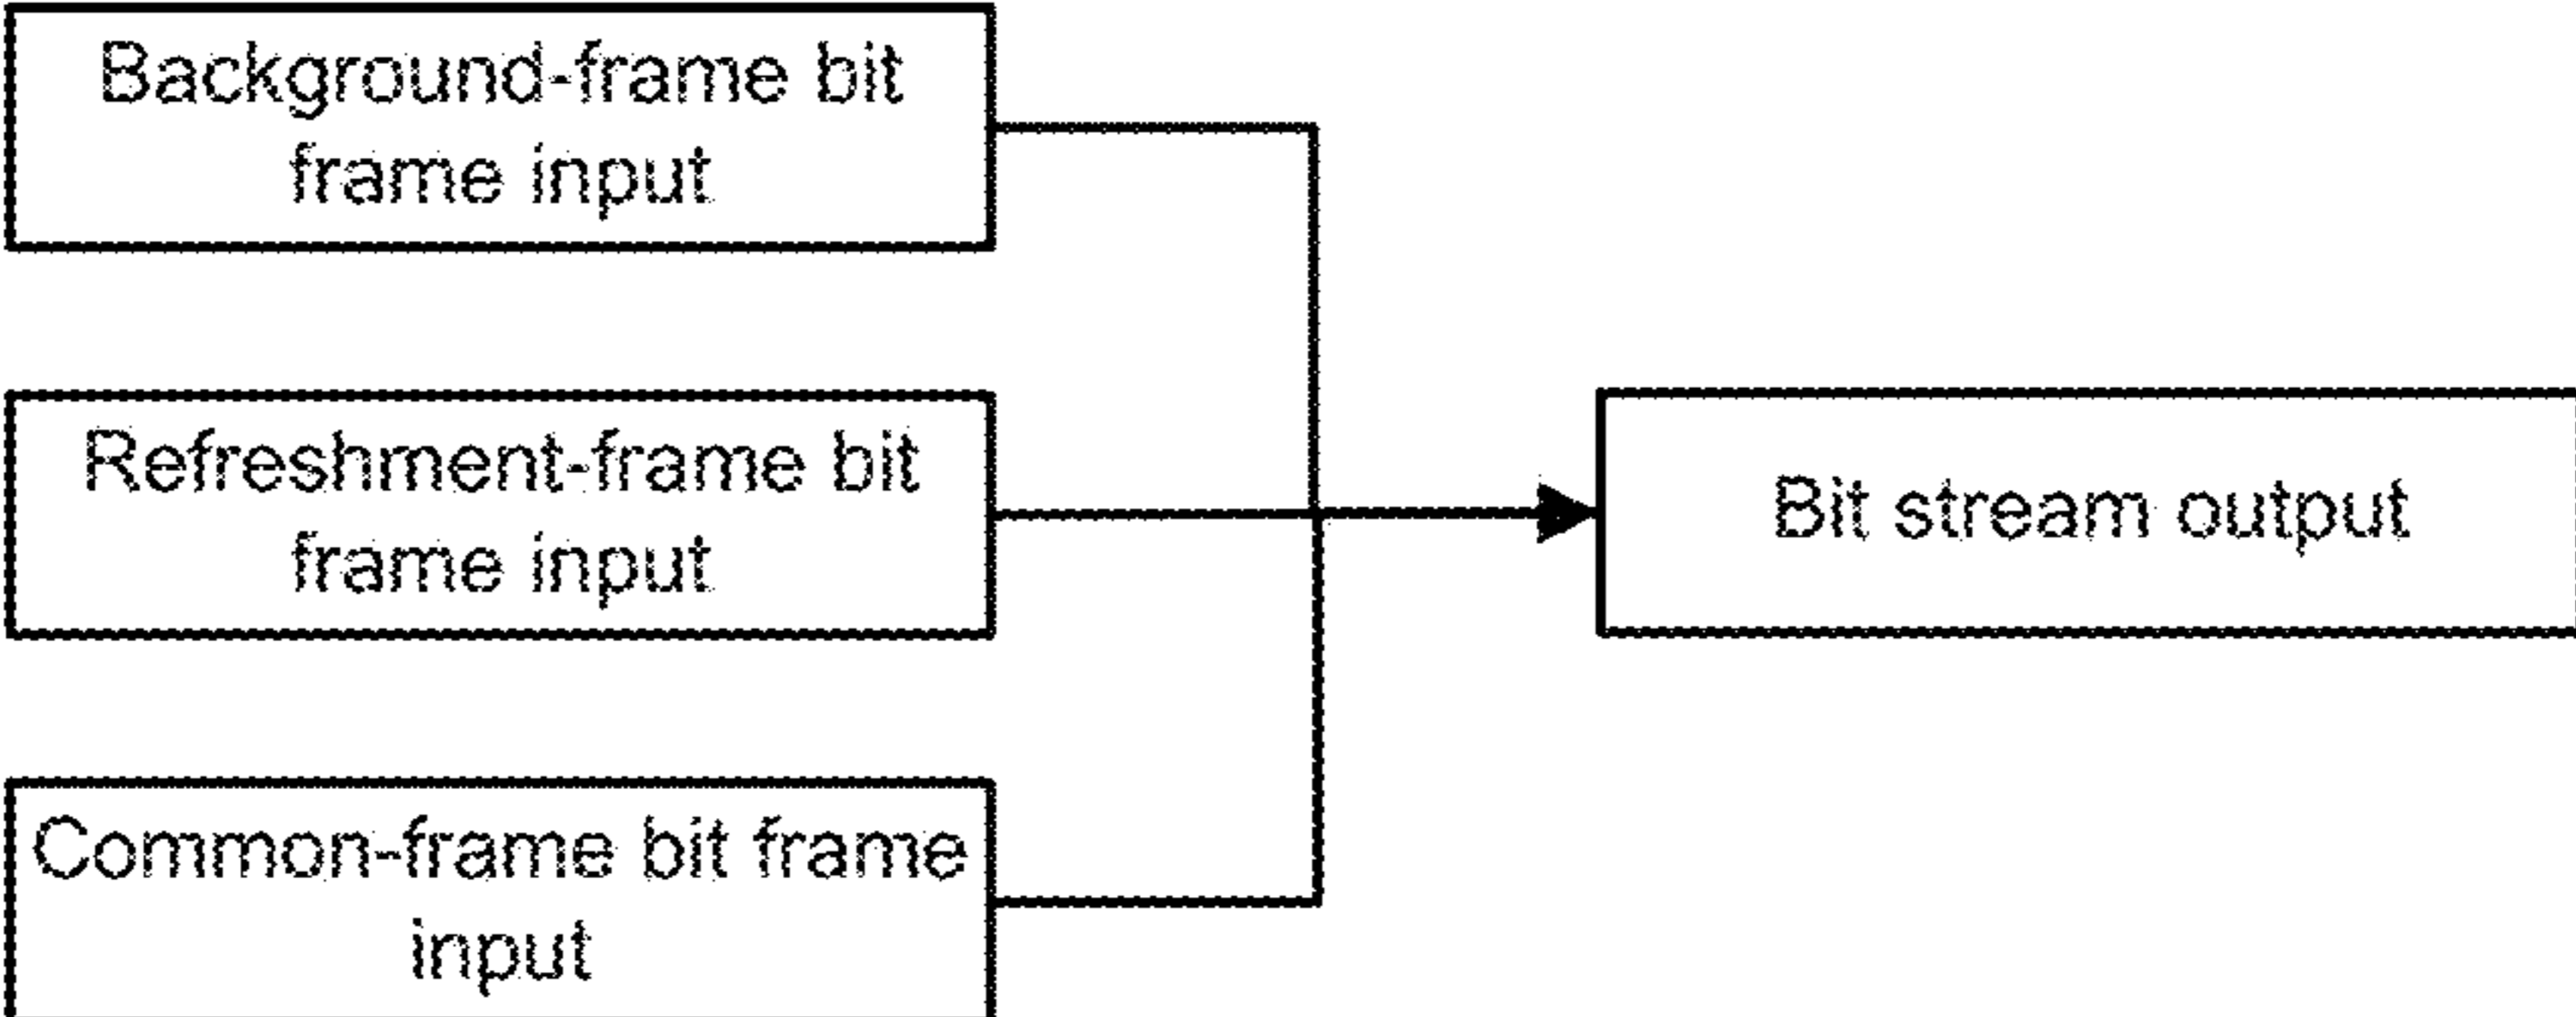 Background-frame bit
frame input
Refreshment-frame bit
frame input
Bit stream output
Common-frame bit frame
input